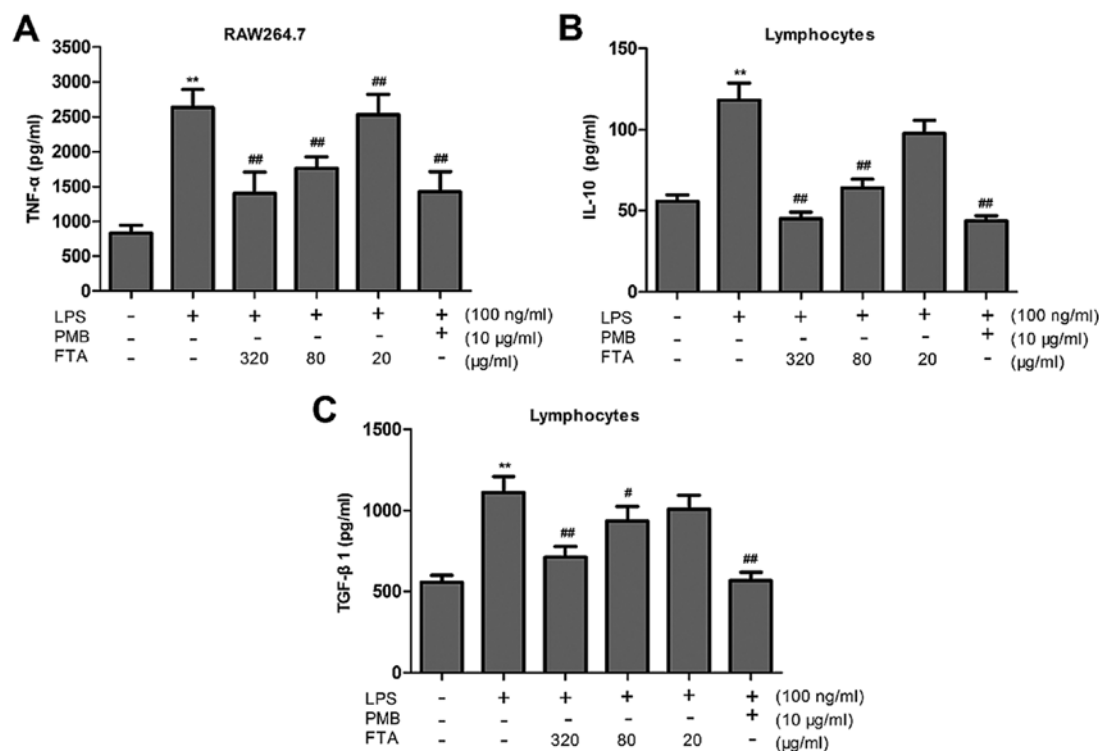 A
RAW264.7
TNF-α (pg/ml)
3500
3000
2500
2000
1500
1000
500
0
**
##
##
##
##
LPS - + + + + + (100 ng/ml)
PMB - - - - - + (10 µg/ml)
FTA - - 320 80 20 - (µg/ml)
B
Lymphocytes
IL-10 (pg/ml)
150
100
50
0
**
##
##
##
LPS - + + + + + (100 ng/ml)
PMB - - - - - + (10 µg/ml)
FTA - - 320 80 20 - (µg/ml)
C
Lymphocytes
TGF-β 1 (pg/ml)
1500
1000
500
0
**
##
#
##
LPS - + + + + + (100 ng/ml)
PMB - - - - - + (10 µg/ml)
FTA - - 320 80 20 - (µg/ml)